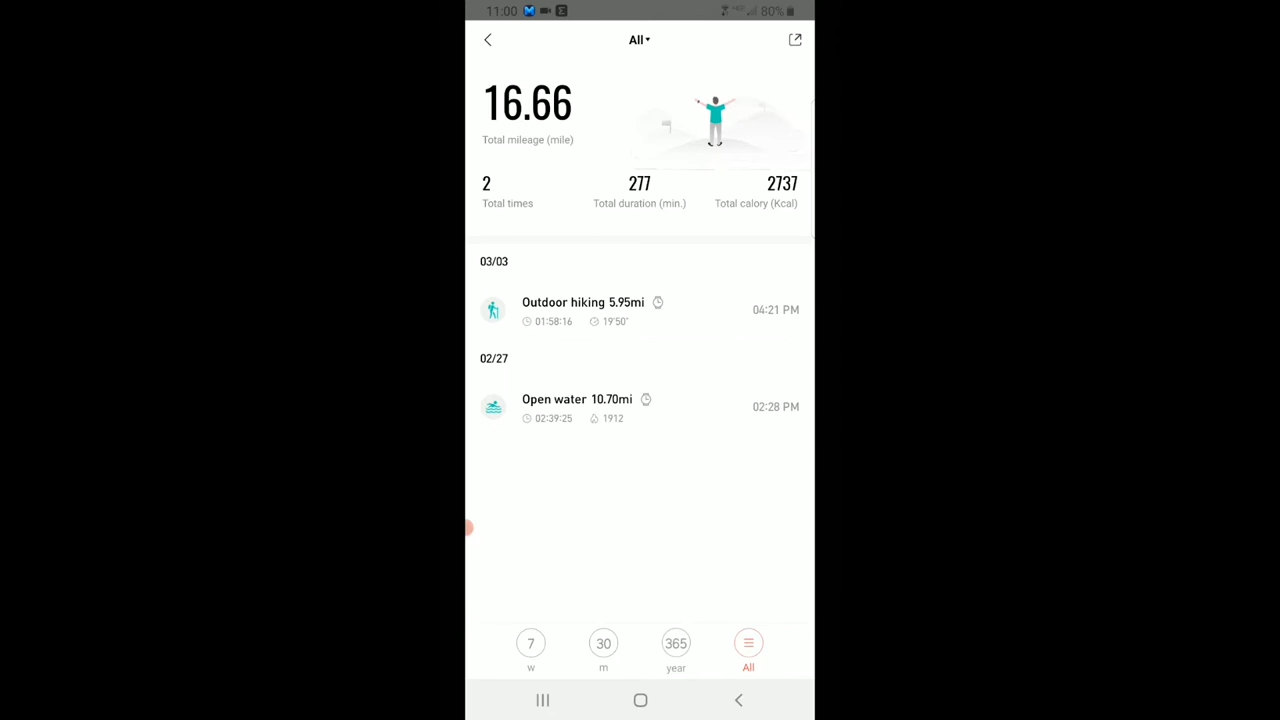 11:00 80%
All
16.66
Total mileage (mile)
2 277 2737
Total times Total duration (min.) Total calory (Kcal)
03/03
Outdoor hiking 5.95mi
04:21 PM
01:58:16 19'50"
02/27
Open water 10.70mi
02:28 PM
02:39:25 1912
7 30 365
w m year All